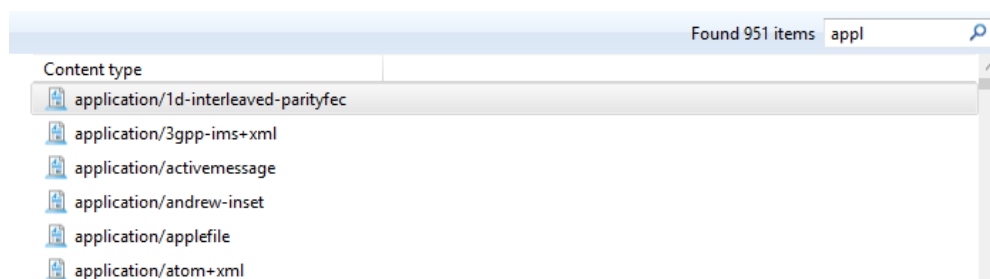 Found 951 items appl
Content type
application/1d-interleaved-parityfec
application/3gpp-ims+xml
application/activemessage
application/andrew-inset
application/applefile
application/atom+xml